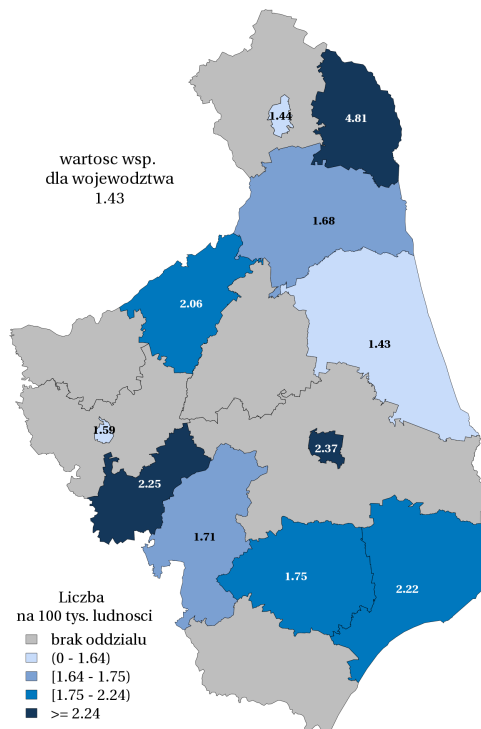 1.44
4.81
wartosc wsp.
dla wojewodztwa
1.43
1.68
2.06
1.43
1.59
2.37
2.25
1.71
1.75
2.22
Liczba
na 100 tys. ludnosci
brak oddzialu
(0 - 1.64)
[1.64 - 1.75)
[1.75 - 2.24)
>= 2.24